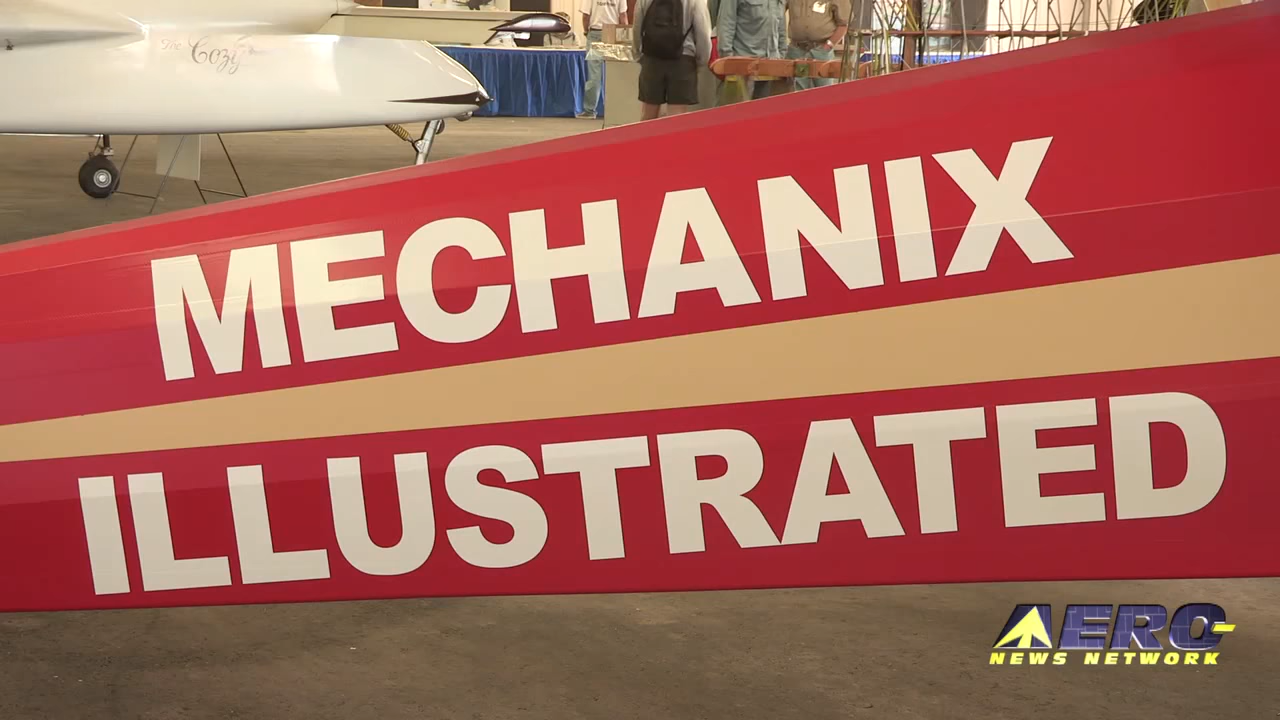 The Cozy
MECHANIX
ILLUSTRATED
AERO
NEWS NETWORK